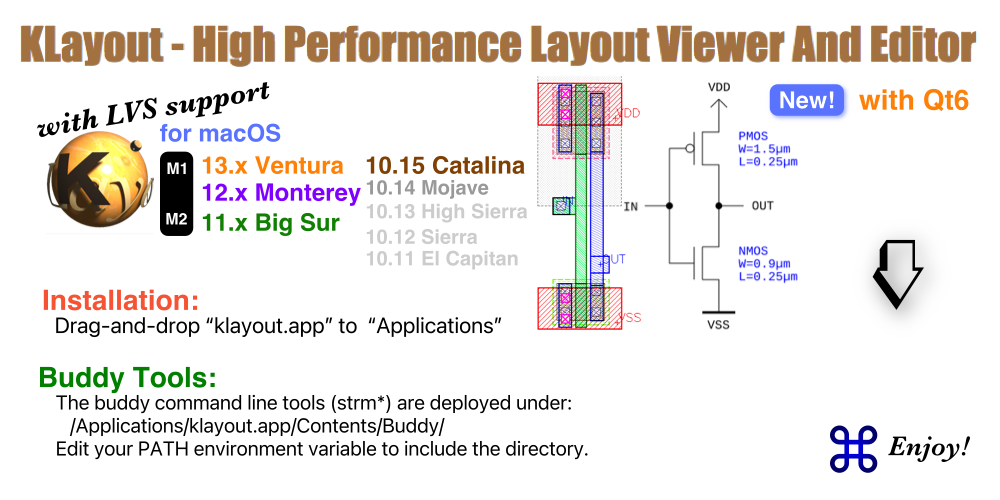 KLayout - High Performance Layout Viewer And Editor
with LVS support
for macOS
M1
M2
13.x Ventura
12.x Monterey
11.x Big Sur
10.15 Catalina
10.14 Mojave
10.13 High Sierra
10.12 Sierra
10.11 El Capitan
VDD
OUT
VSS
VDD
PMOS
W=1.5µm
L=0.25µm
IN
OUT
NMOS
W=0.9µm
L=0.25µm
VSS
New! with Qt6
Installation:
Drag-and-drop “klayout.app” to “Applications”
Buddy Tools:
The buddy command line tools (strm*) are deployed under:
/Applications/klayout.app/Contents/Buddy/
Edit your PATH environment variable to include the directory.
Enjoy!